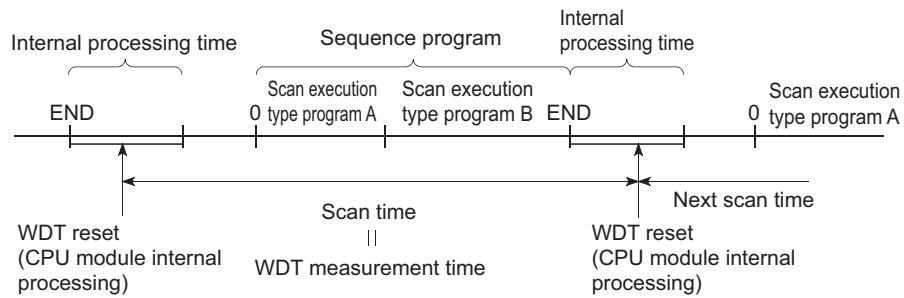 Internal processing time
Sequence program
Internal
processing time
END
0
Scan execution
type program A
Scan execution
type program B
END
0
Scan execution
type program A
Scan time
=
WDT measurement time
Next scan time
WDT reset
(CPU module internal
processing)
WDT reset
(CPU module internal
processing)